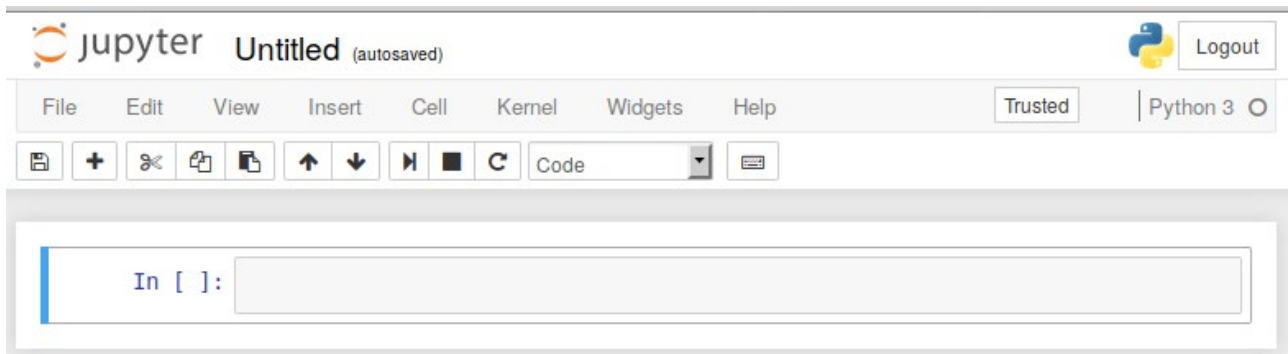 jupyter Untitled (autosaved) Logout
File Edit View Insert Cell Kernel Widgets Help Trusted Python 3
Code
In [ ]: